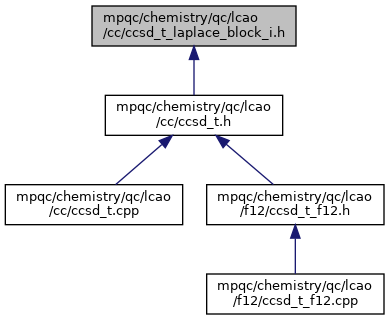 mpqc/chemistry/qc/lcao
/cc/ccsd_t_laplace_block_i.h
mpqc/chemistry/qc/lcao
/cc/ccsd_t.h
mpqc/chemistry/qc/lcao
/cc/ccsd_t.cpp
mpqc/chemistry/qc/lcao
/f12/ccsd_t_f12.h
mpqc/chemistry/qc/lcao
/f12/ccsd_t_f12.cpp